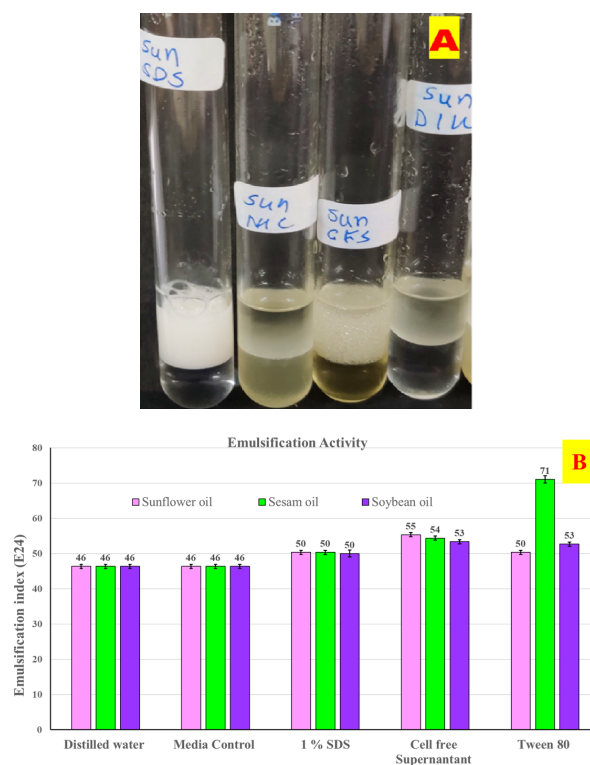 A
Sun
SDS
Sun
MC
Sun
CFS
Sun
DIW
B
Emulsification Activity
Emulsification index (E24)
80
70
60
50
40
30
20
10
0
Sunflower oil
Sesam oil
Soybean oil
46 46 46
46 46 46
50 50 50
55 54 53
50 71 53
Distilled water
Media Control
1 % SDS
Cell free
Supernantant
Tween 80